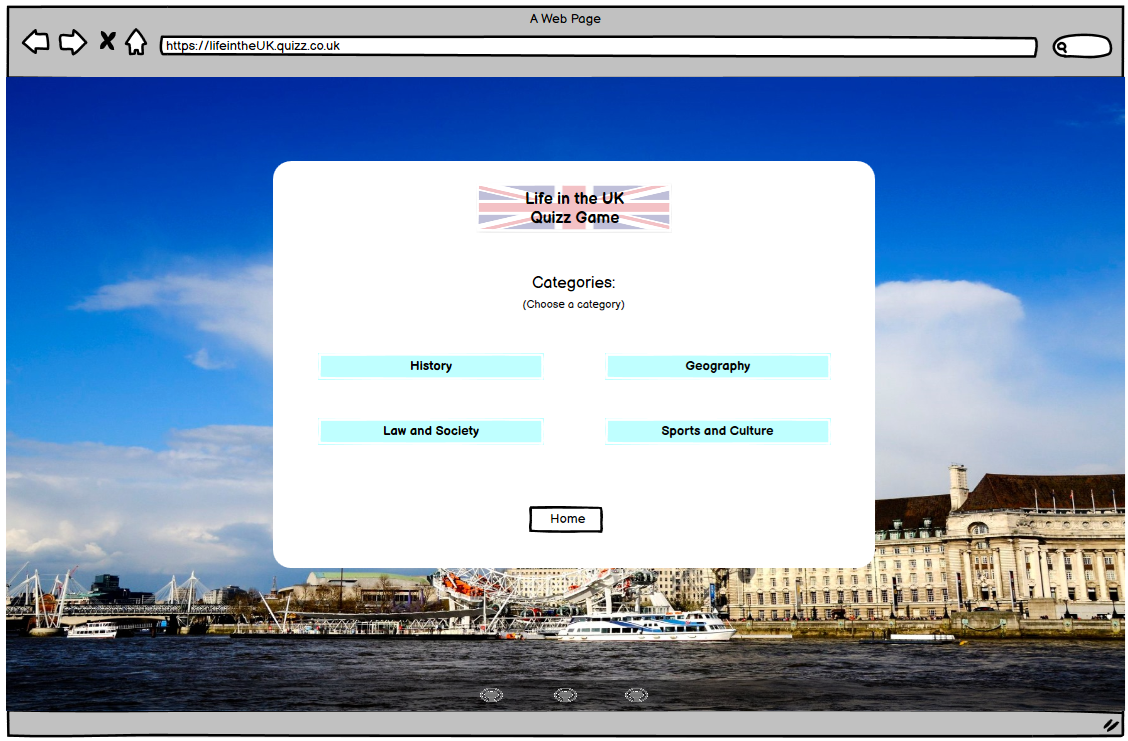 A Web Page
https://lifeintheUK.quizz.co.uk
Life in the UK
Quizz Game
Categories:
(Choose a category)
History
Geography
Law and Society
Sports and Culture
Home